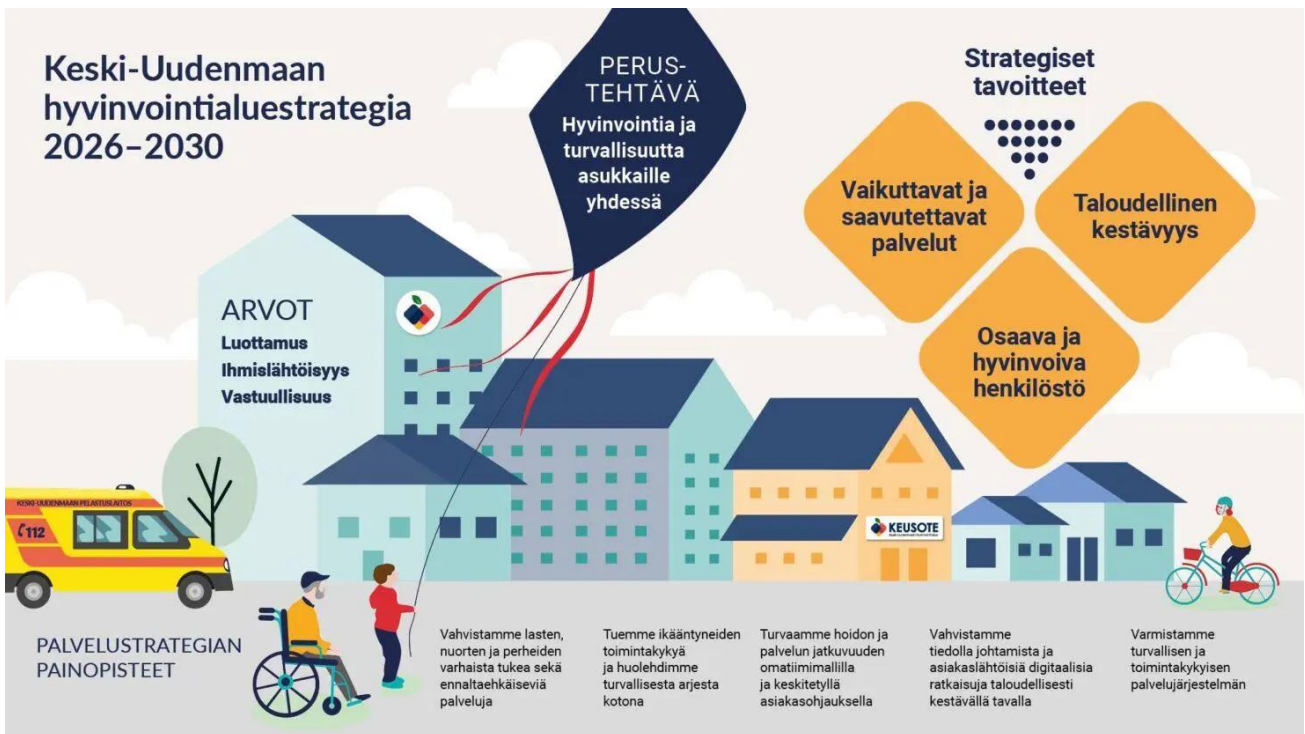 Keski-Uudenmaan
hyvinvointialuestrategia
2026–2030
PERUS-
TEHTÄVÄ
Hyvinvointia ja
turvallisuutta
asukkaille
yhdessä
Strategiset
tavoitteet
Vaikuttavat ja
saavutettavat
palvelut
Taloudellinen
kestävyys
Osaava ja
hyvinvoiva
henkilöstö
ARVOT
Luottamus
Ihmislähtöisyys
Vastuullisuus
KESKI-UUDENMAAN PELASTUSLAITOS
112
KEUSOTE
PALVELUSTRATEGIAN
PAINOPISTEET
Vahvistamme lasten,
nuorten ja perheiden
varhaista tukea sekä
ennaltaehkäiseviä
palveluja
Tuemme ikääntyneiden
toimintakykyä
ja huolehdimme
turvallisesta arjesta
kotona
Turvaamme hoidon ja
palvelun jatkuvuuden
omatiimimallilla
ja keskitetyllä
asiakasohjauksella
Vahvistamme
tiedolla johtamista ja
asiakaslähtöisiä digitaalisia
ratkaisuja taloudellisesti
kestävällä tavalla
Varmistamme
turvallisen ja
toimintakykyisen
palvelujärjestelmän